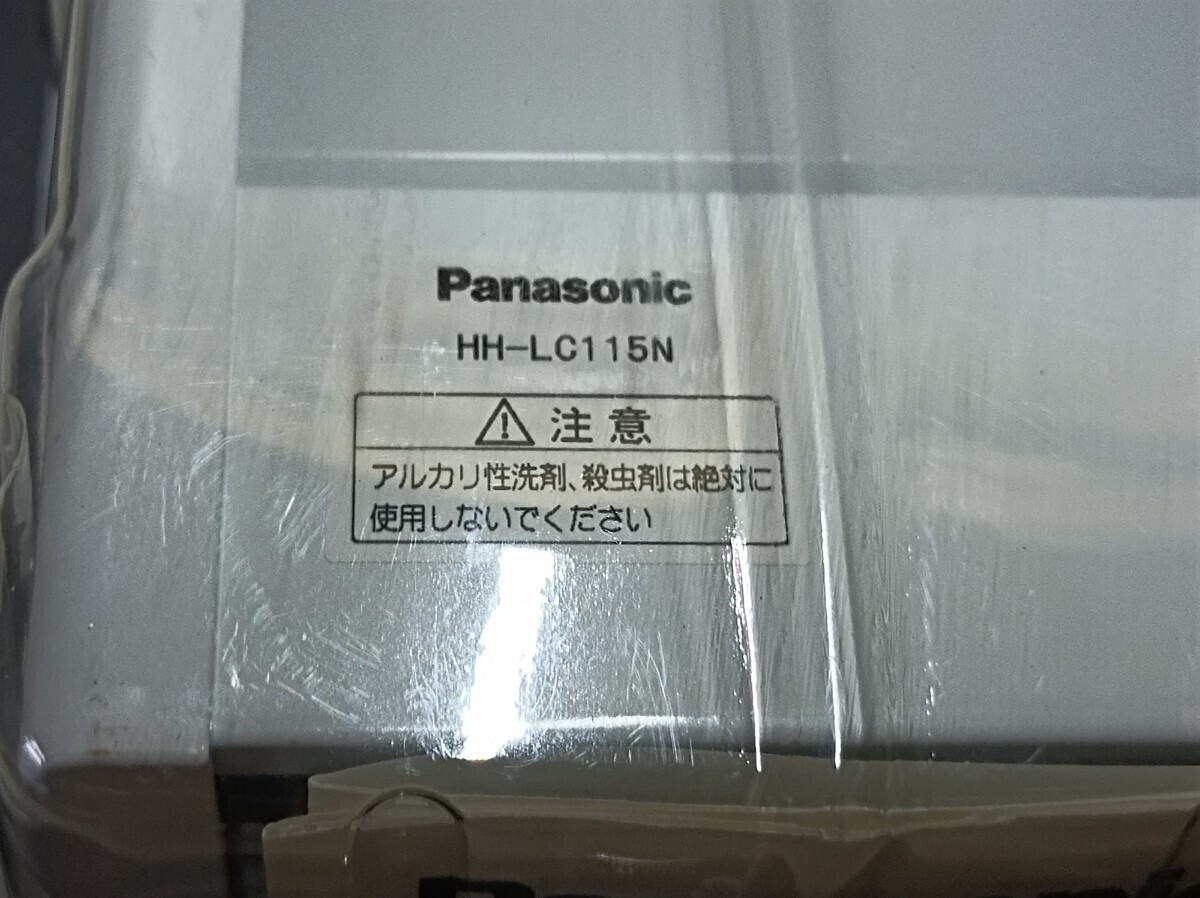 Panasonic
HH-LC115N
注意
アルカリ性洗剤、殺虫剤は絶対に
使用しないでください